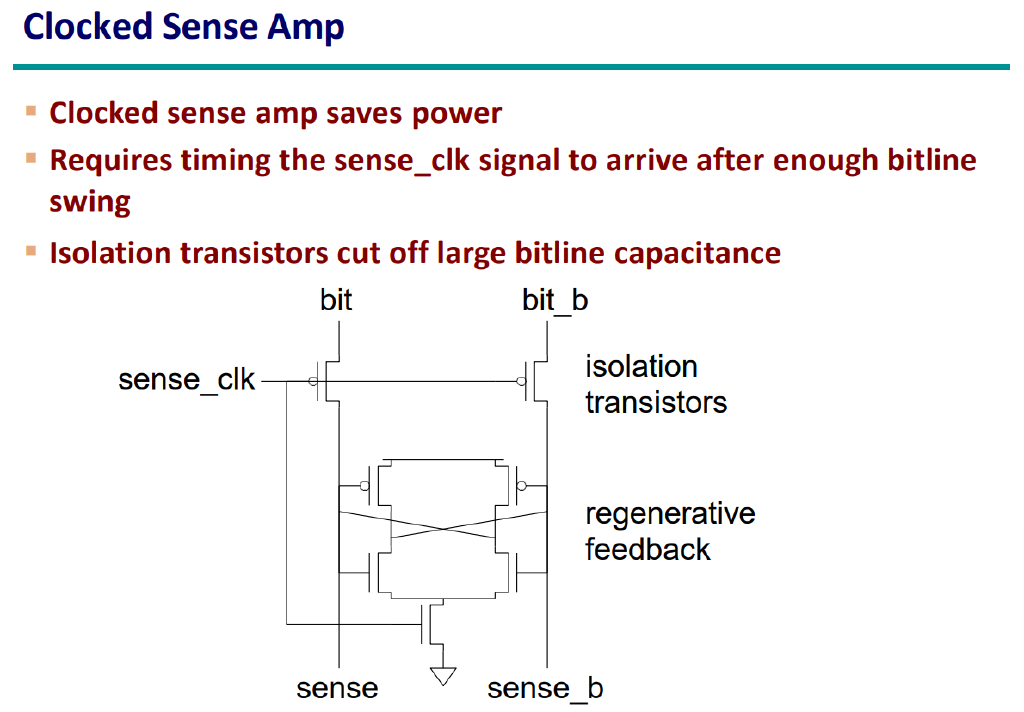 Clocked Sense Amp
Clocked sense amp saves power
Requires timing the sense_clk signal to arrive after enough bitline
swing
Isolation transistors cut off large bitline capacitance
bit
bit_b
sense_clk
isolation
transistors
regenerative
feedback
sense
sense_b